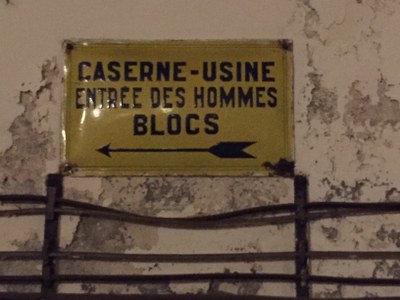 CASERNE-USINE
ENTRÉE DES HOMMES
BLOCS